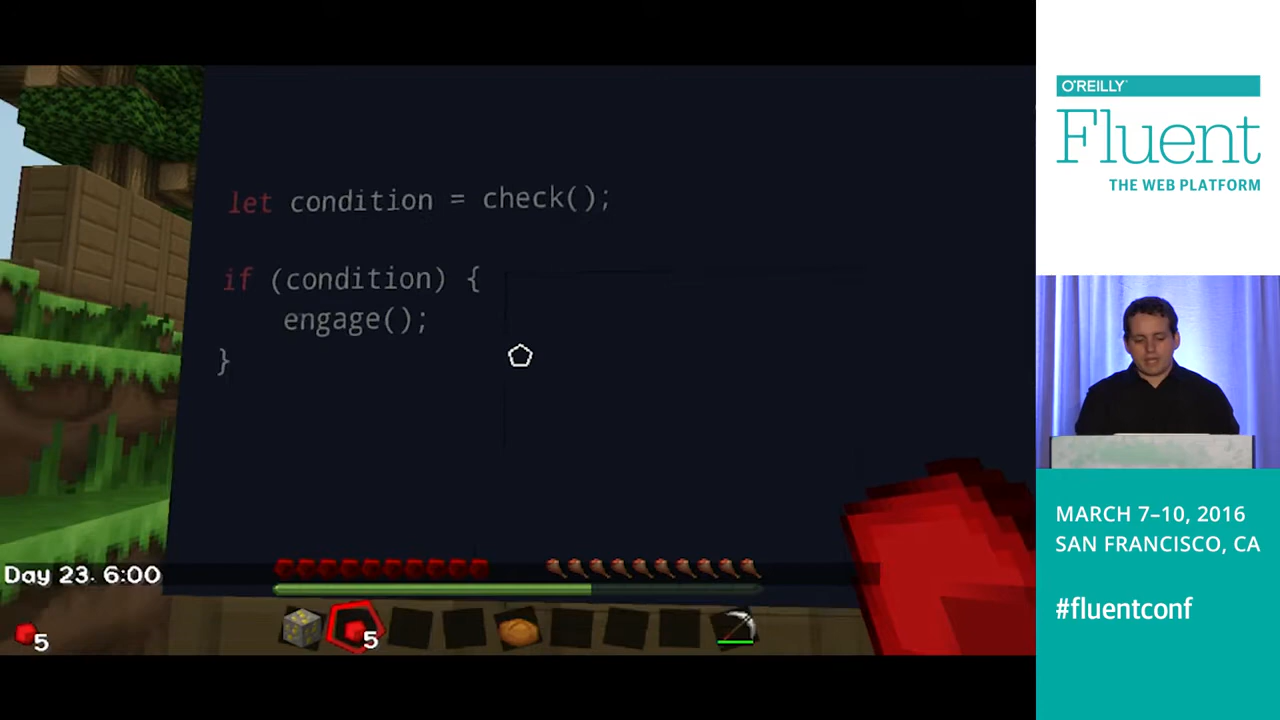 let condition = check();
if (condition) {
engage();
}
Day 23. 6:00
5
5
O'REILLY
Fluent
THE WEB PLATFORM
MARCH 7–10, 2016
SAN FRANCISCO, CA
#fluentconf